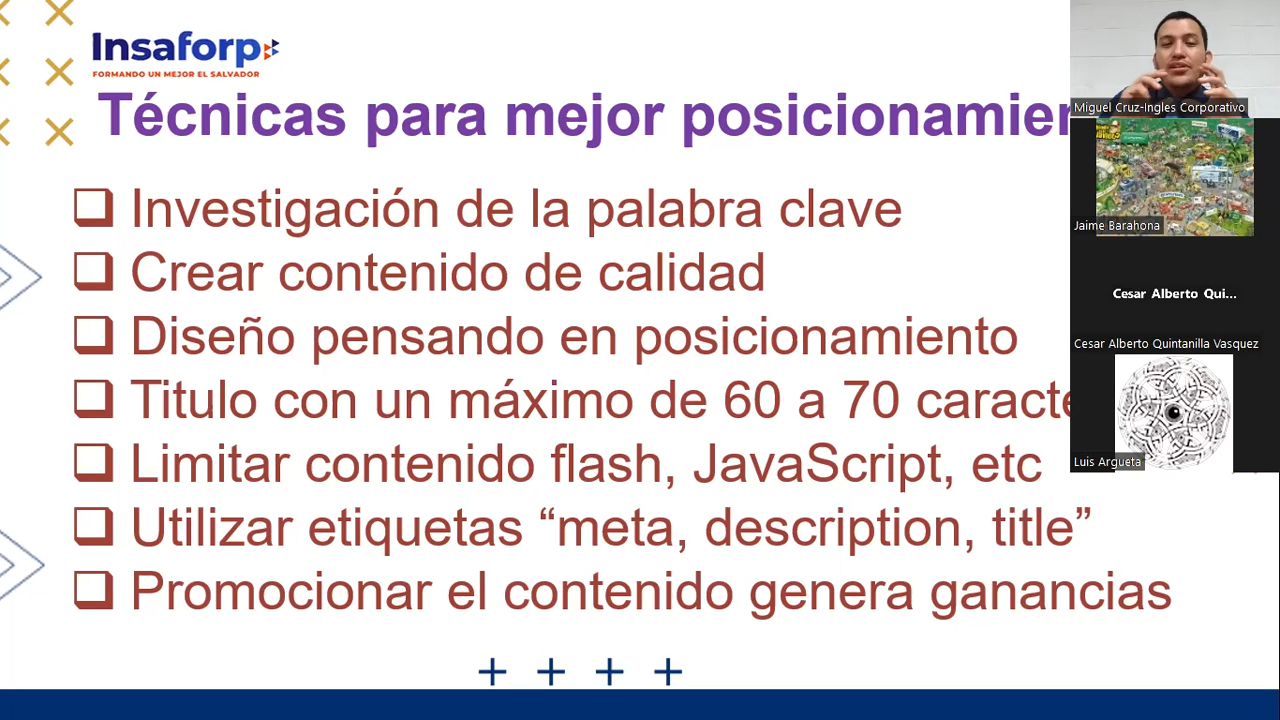 Insaforp
FORMANDO UN MEJOR EL SALVADOR
Técnicas para mejor
Investigación de la palabra clave
Crear contenido de calidad
Diseño pensando en posicionamiento
Titulo con un máximo de 60 a 70
Limitar contenido flash, JavaScript, etc
Utilizar etiquetas “meta, description, title”
Promocionar el contenido genera ganancias
Miguel Cruz-Ingles Corporativo
Jaime Barahona
Cesar Alberto Qui...
Cesar Alberto Quintanilla Vasquez
Luis Argueta